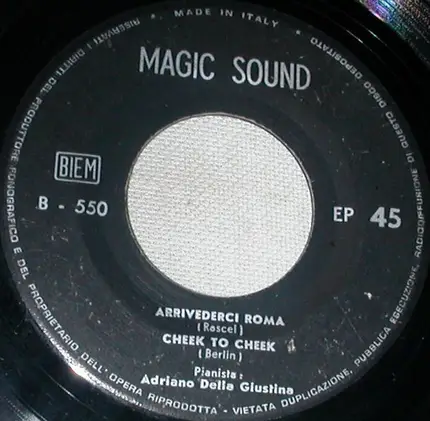 MADE IN ITALY
RISERVATI I DIRITTI DEL PRODUTTORE FONOGRAFICO E DEL PROPRIETARIO DELL'OPERA RIPRODOTTA - VIETATA DUPLICAZIONE, PUBBLICA ESECUZIONE, RADIODIFFUSIONE DI QUESTO DISCO DEPOSITATO
MAGIC SOUND
BIEM
B - 550
EP 45
ARRIVEDERCI ROMA
(Rascel)
CHEEK TO CHEEK
(Berlin)
Pianista:
Adriano Della Giustina